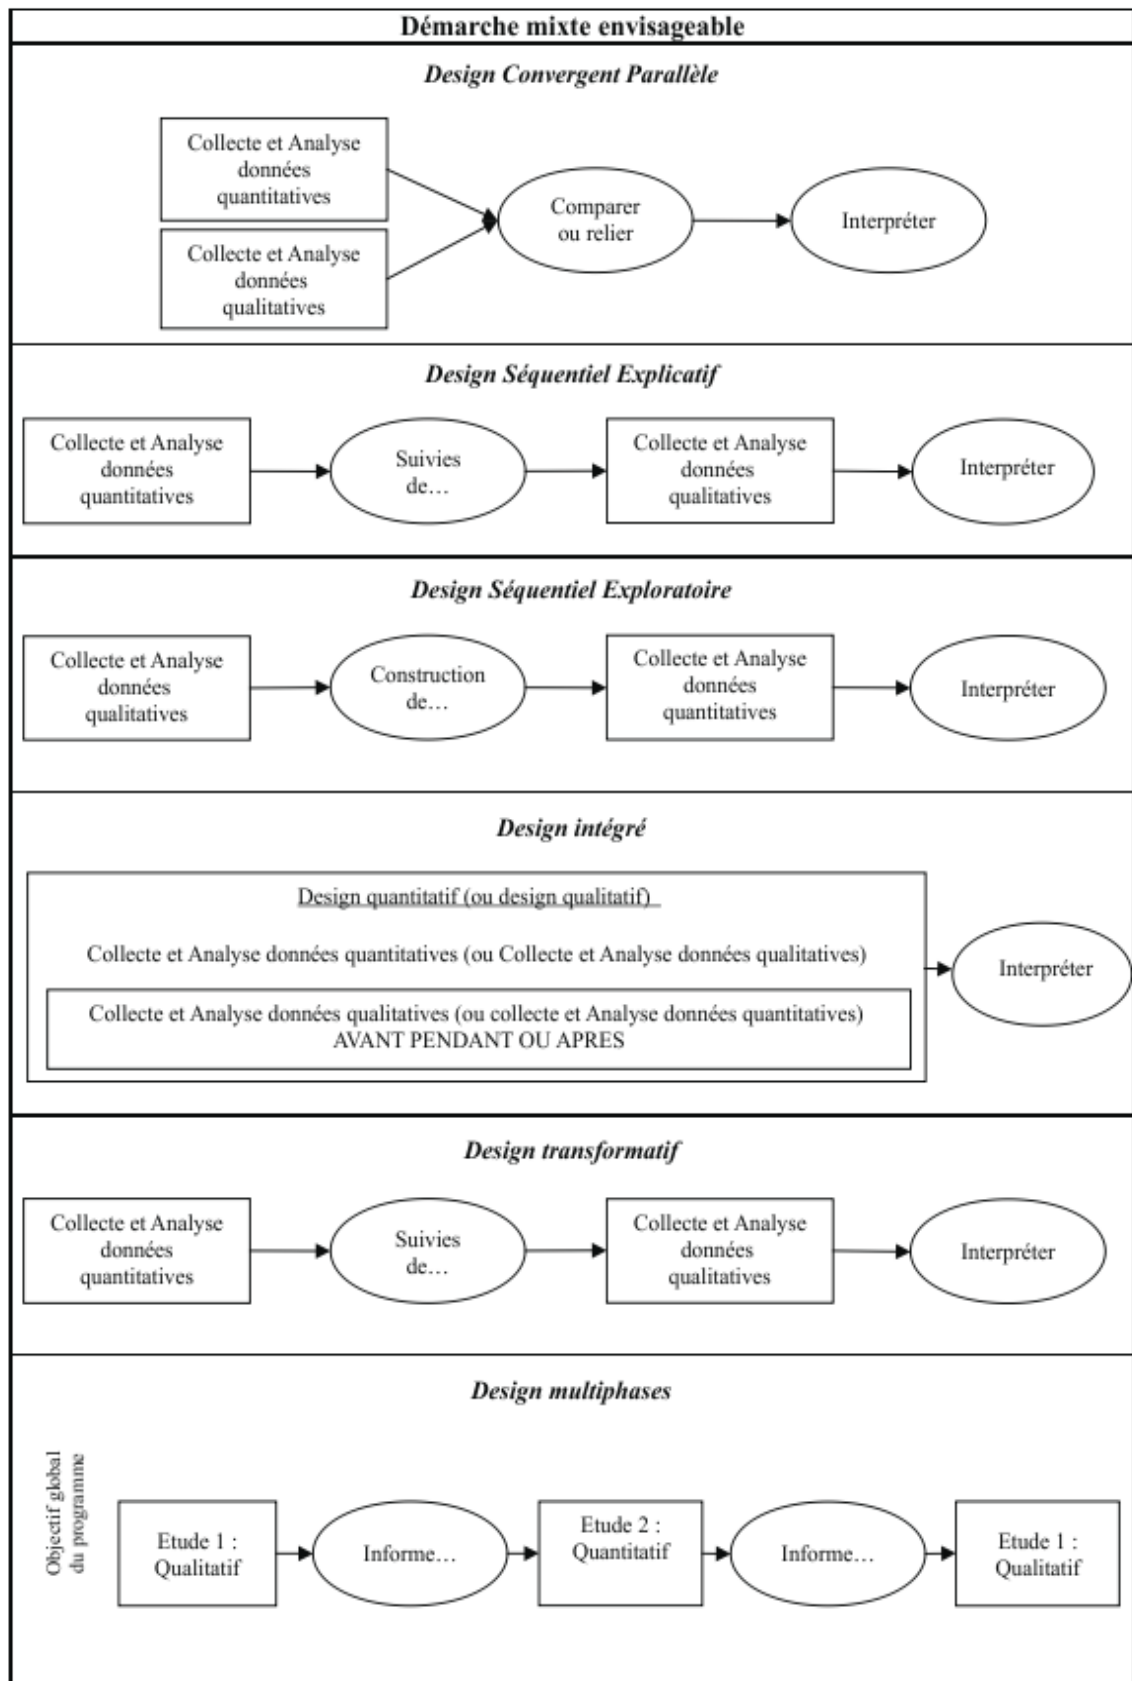 Démarche mixte envisageable
Design Convergent Parallèle
Collecte et Analyse
données
quantitatives
Collecte et Analyse
données
qualitatives
Comparer
ou relier
Interpréter
Design Séquentiel Explicatif
Collecte et Analyse
données
quantitatives
Suivies
de…
Collecte et Analyse
données
qualitatives
Interpréter
Design Séquentiel Exploratoire
Collecte et Analyse
données
qualitatives
Construction
de…
Collecte et Analyse
données
quantitatives
Interpréter
Design intégré
Design quantitatif (ou design qualitatif)
Collecte et Analyse données quantitatives (ou Collecte et Analyse données qualitatives)
Collecte et Analyse données qualitatives (ou collecte et Analyse données quantitatives)
AVANT PENDANT OU APRES
Interpréter
Design transformatif
Collecte et Analyse
données
quantitatives
Suivies
de…
Collecte et Analyse
données
qualitatives
Interpréter
Design multiphases
Objectif global
du programme
Etude 1 :
Qualitatif
Informe…
Etude 2 :
Quantitatif
Informe…
Etude 1 :
Qualitatif